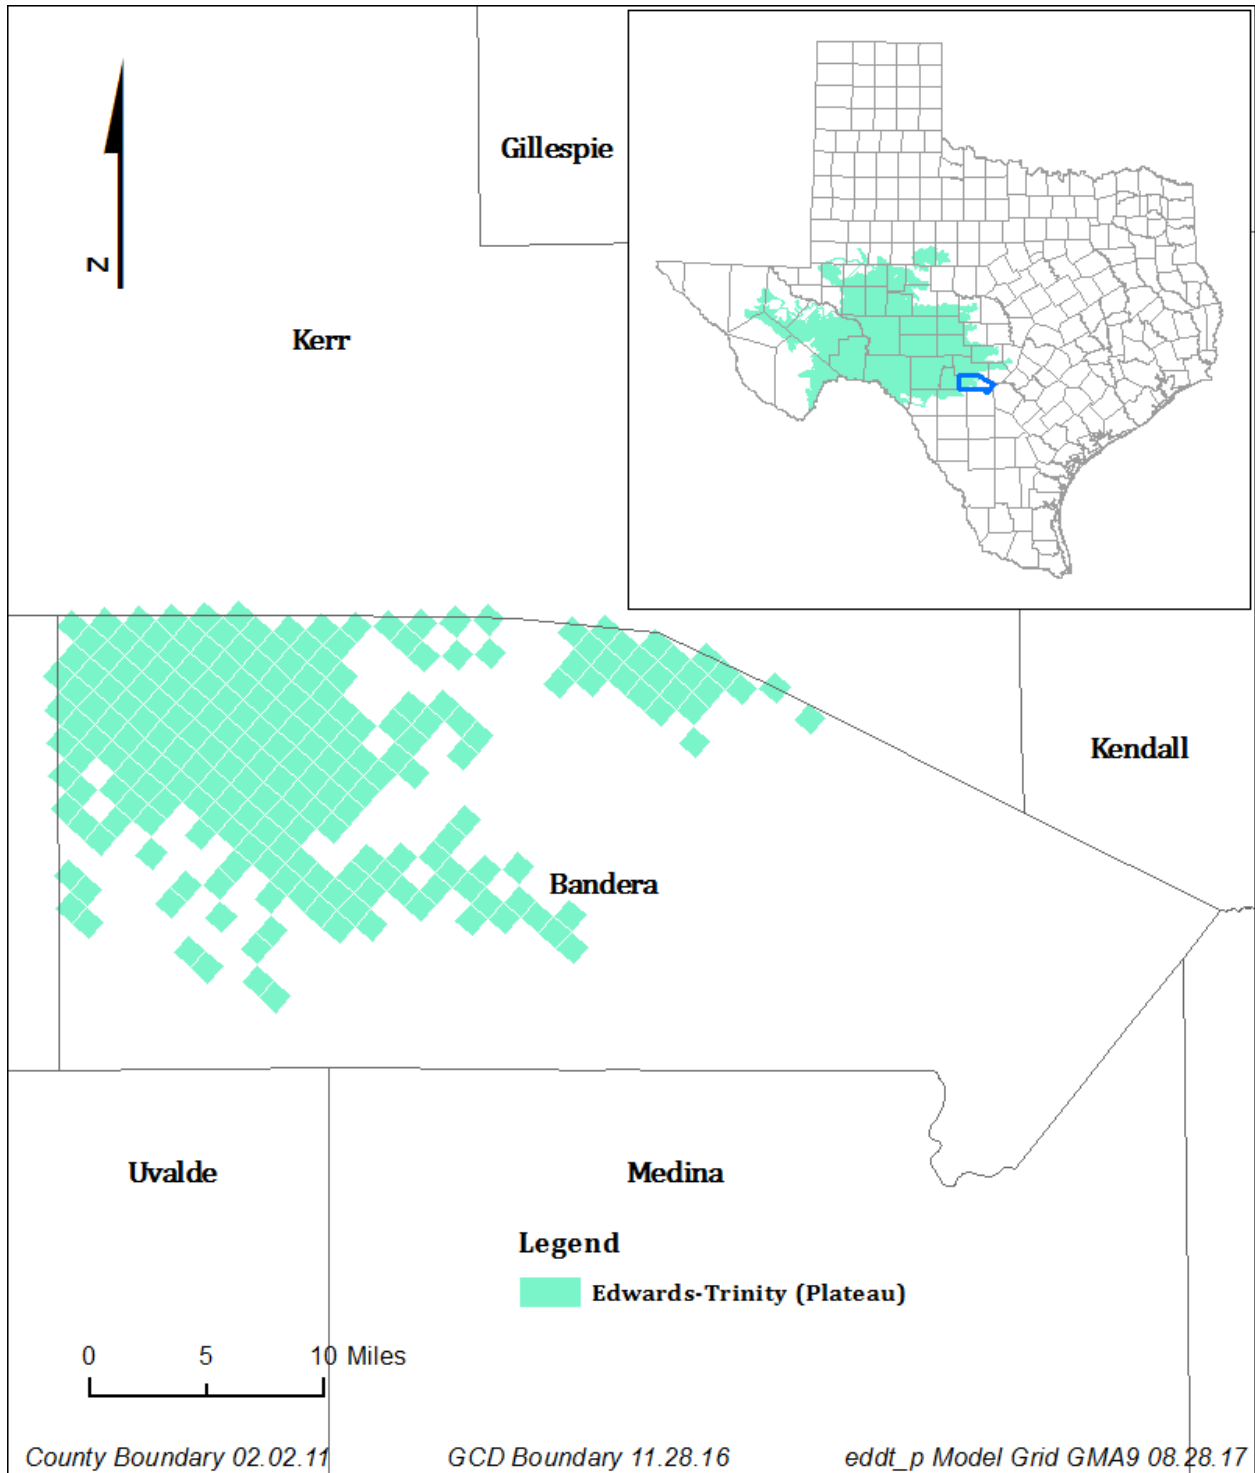 Gillespie
N
Kerr
Kendall
Bandera
Uvalde
Medina
Legend
Edwards-Trinity (Plateau)
0 5 10 Miles
County Boundary 02.02.11 GCD Boundary 11.28.16 eddt_p Model Grid GMA9 08.28.17